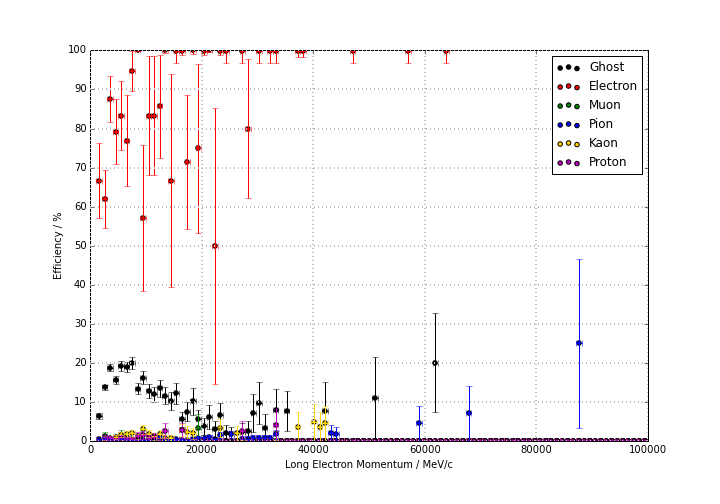 100
90
80
70
60
50
40
30
20
10
0
Efficiency / %
Ghost
Electron
Muon
Pion
Kaon
Proton
0 20000 40000 60000 80000 100000
Long Electron Momentum / MeV/c